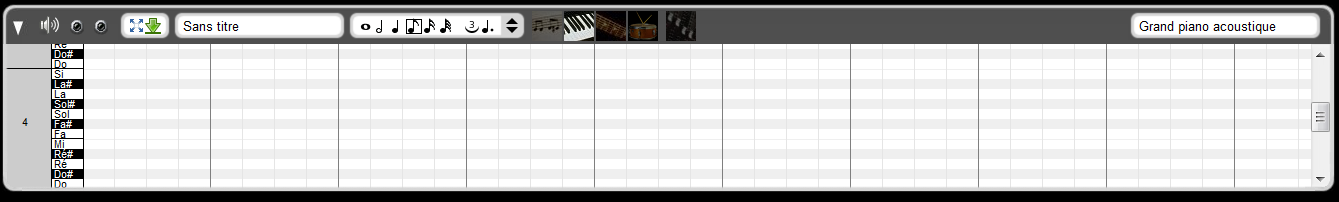 Sans titre
3
Grand piano acoustique
Ré
Do#
Do
Si
La#
La
Sol#
Sol
4
Fa#
Fa
Mi
Ré#
Ré
Do#
Do